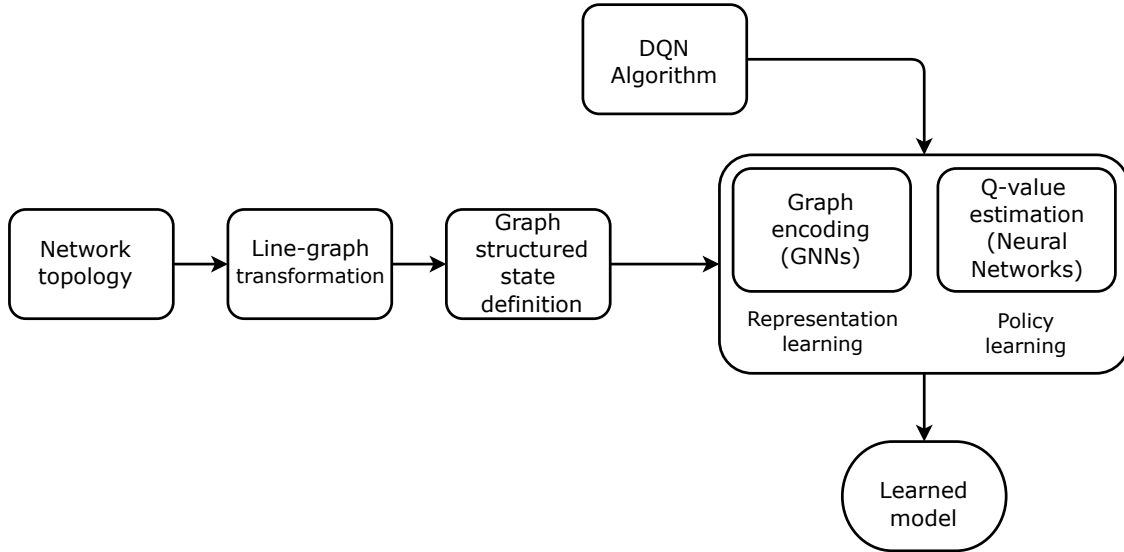 DQN
Algorithm
Network
topology
Line-graph
transformation
Graph
structured
state
definition
Graph
encoding
(GNNs)
Representation
learning
Q-value
estimation
(Neural
Networks)
Policy
learning
Learned
model